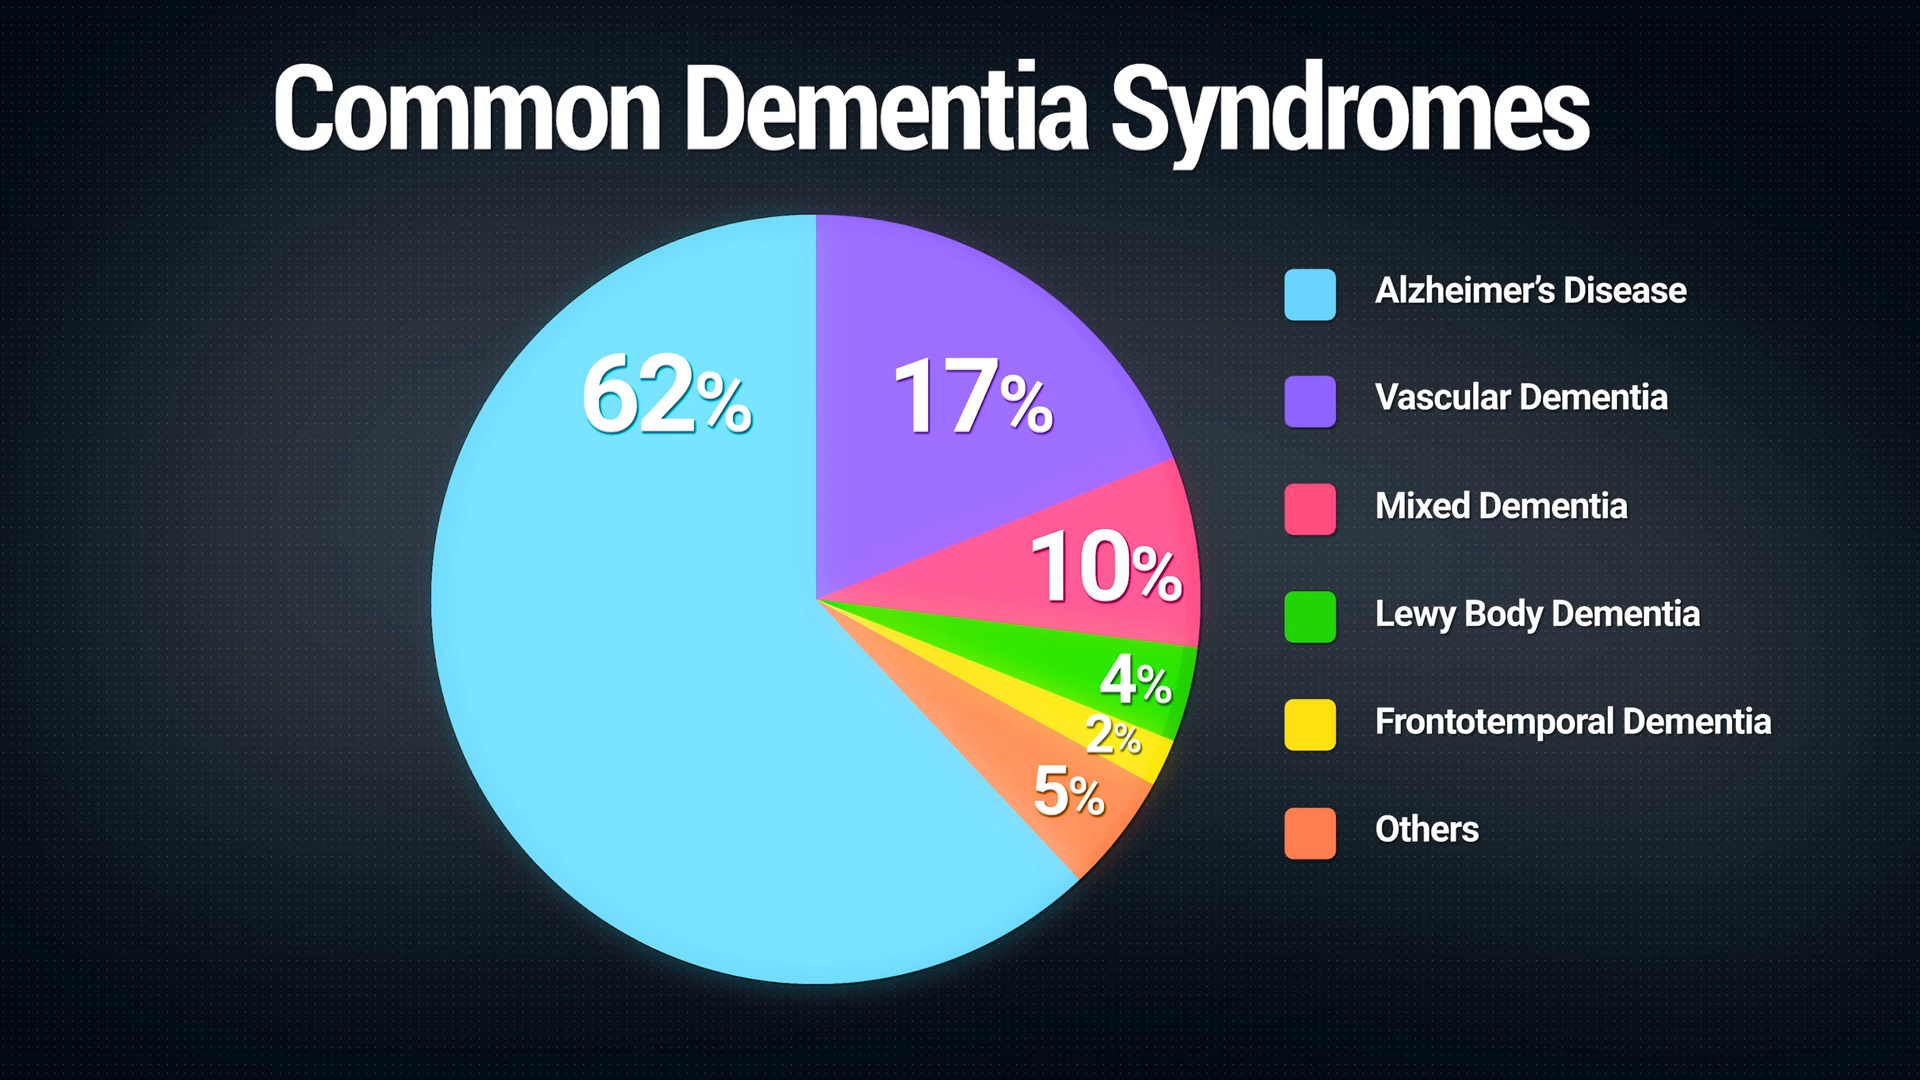 Common Dementia Syndromes
62%
17%
10%
4%
2%
5%
Alzheimer's Disease
Vascular Dementia
Mixed Dementia
Lewy Body Dementia
Frontotemporal Dementia
Others